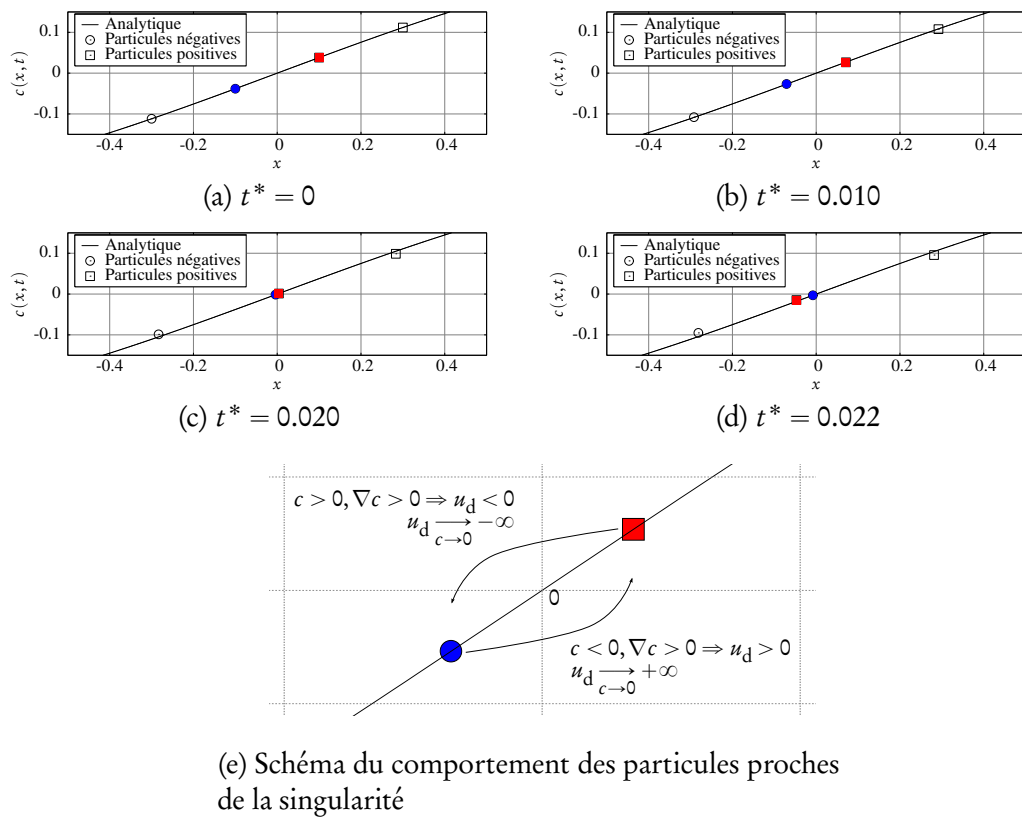 Analytique
Particules négatives
Particules positives
0.1
0
-0.1
c(x,t)
-0.4
-0.2
0
0.2
0.4
x
(a) t* = 0
Analytique
Particules négatives
Particules positives
0.1
0
-0.1
c(x,t)
-0.4
-0.2
0
0.2
0.4
x
(b) t* = 0.010
Analytique
Particules négatives
Particules positives
0.1
0
-0.1
c(x,t)
-0.4
-0.2
0
0.2
0.4
x
(c) t* = 0.020
Analytique
Particules négatives
Particules positives
0.1
0
-0.1
c(x,t)
-0.4
-0.2
0
0.2
0.4
x
(d) t* = 0.022
c > 0, ∇c > 0 ⇒ u_d < 0
u_d ⟶ −∞
c→0
0
c < 0, ∇c > 0 ⇒ u_d > 0
u_d ⟶ +∞
c→0
(e) Schéma du comportement des particules proches
de la singularité